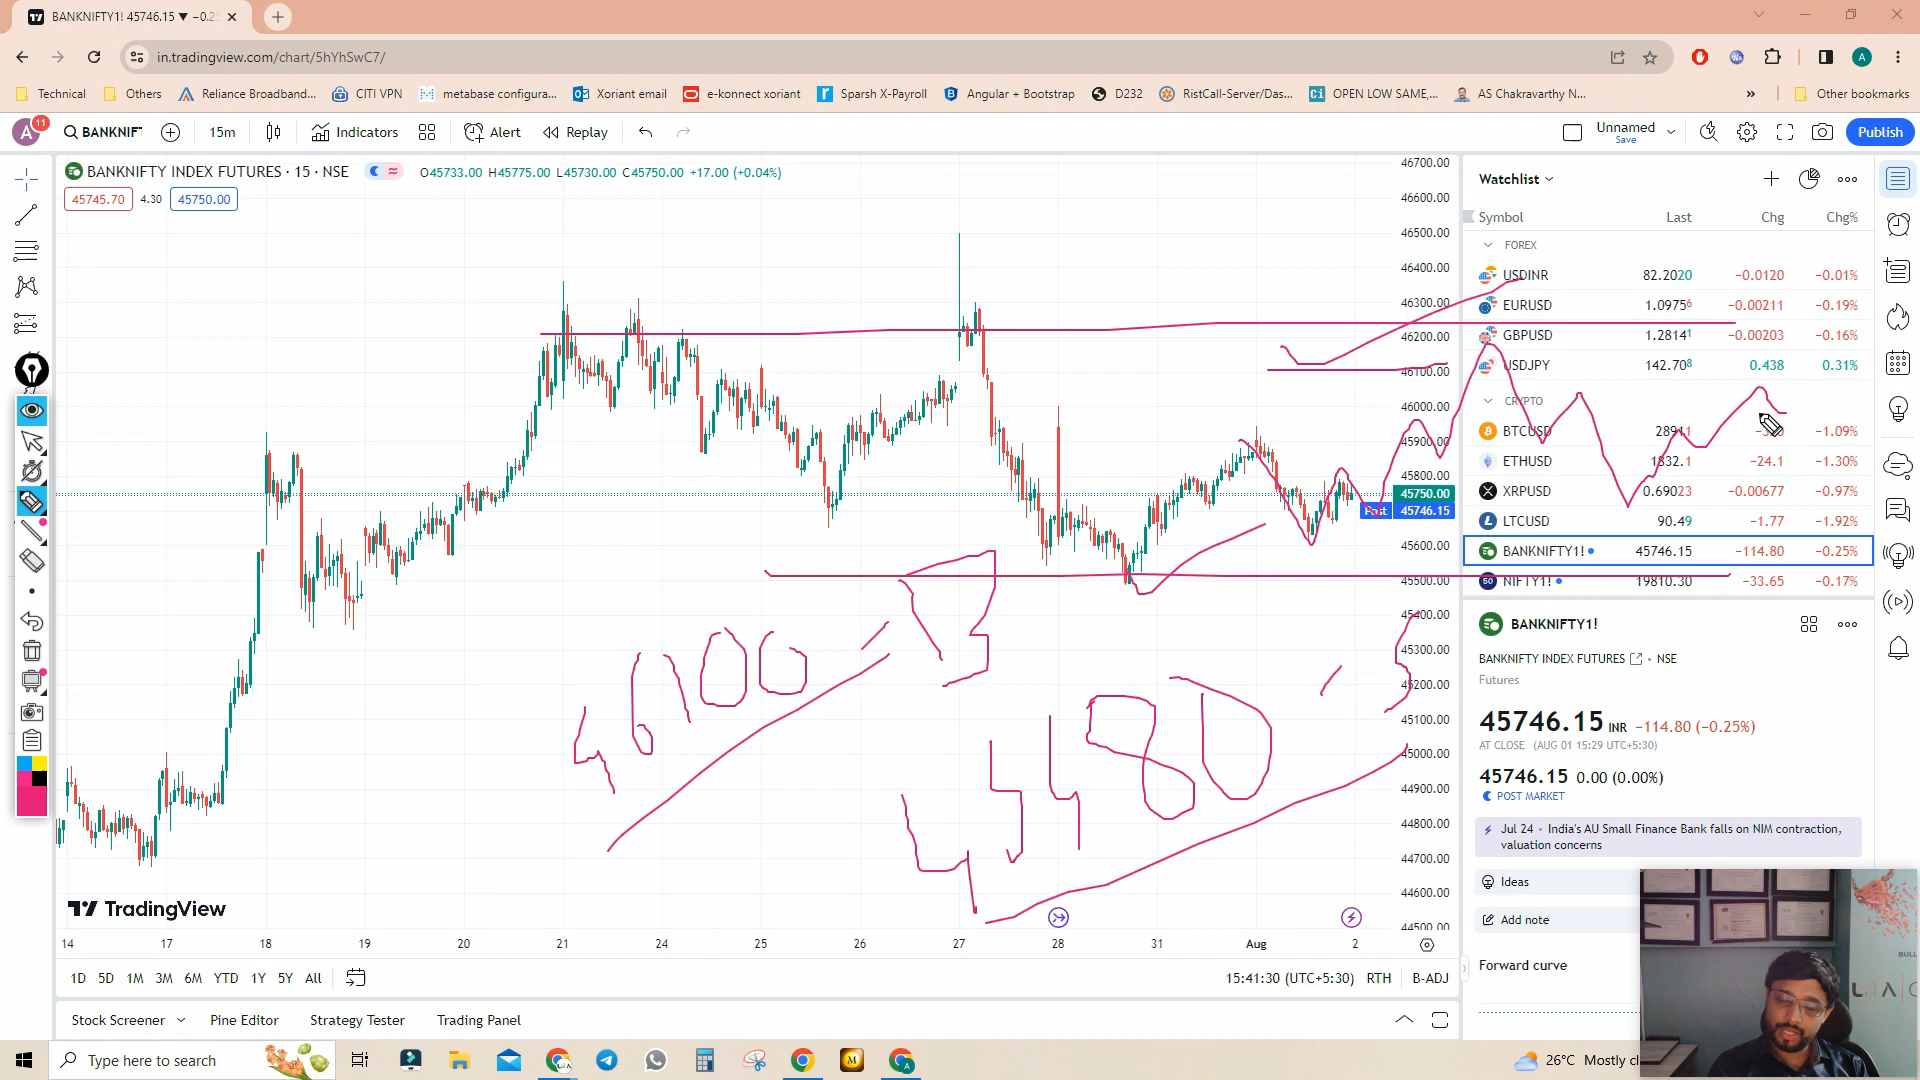 BANKNIFTY1! 45746.15 ▼ −0.2
in.tradingview.com/chart/5hYhSwC7/
Technical Others Reliance Broadband... CITI VPN metabase configura... Xoriant email e-konnect xoriant Sparsh X-Payroll Angular + Bootstrap D232 RistCall-Server/Das... OPEN LOW SAME,... AS Chakravarthy N... » Other bookmarks
A 11 BANKNIF 15m Indicators Alert Replay Unnamed Publish
Save
BANKNIFTY INDEX FUTURES · 15 · NSE O45733.00 H45775.00 L45730.00 C45750.00 +17.00 (+0.04%)
45745.70 4.30 45750.00
46700.00
46600.00
46500.00
46400.00
46300.00
46200.00
46100.00
46000.00
45900.00
45800.00
45750.00
Post 45746.15
45600.00
45500.00
45400.00
45300.00
45200.00
45100.00
45000.00
44900.00
44800.00
44700.00
44600.00
44500.00
46100
45480
TradingView
14 17 18 19 20 21 24 25 26 27 28 31 Aug 2
1D 5D 1M 3M 6M YTD 1Y 5Y All 15:41:30 (UTC+5:30) RTH B-ADJ
Stock Screener Pine Editor Strategy Tester Trading Panel
Watchlist
Symbol Last Chg Chg%
FOREX
USDINR 82.2020 −0.0120 −0.01%
EURUSD 1.09756 −0.00211 −0.19%
GBPUSD 1.28141 −0.00203 −0.16%
USDJPY 142.708 0.438 0.31%
CRYPTO
BTCUSD 28911 −1.09%
ETHUSD 1832.1 −24.1 −1.30%
XRPUSD 0.69023 −0.00677 −0.97%
LTCUSD 90.49 −1.77 −1.92%
BANKNIFTY1! 45746.15 −114.80 −0.25%
NIFTY1! 19810.30 −33.65 −0.17%
BANKNIFTY1!
BANKNIFTY INDEX FUTURES • NSE
Futures
45746.15 INR −114.80 (−0.25%)
AT CLOSE (AUG 01 15:29 UTC+5:30)
45746.15 0.00 (0.00%)
POST MARKET
Jul 24 · India's AU Small Finance Bank falls on NIM contraction,
valuation concerns
Ideas
Add note
Forward curve
BULL
Type here to search
26°C Mostly cl